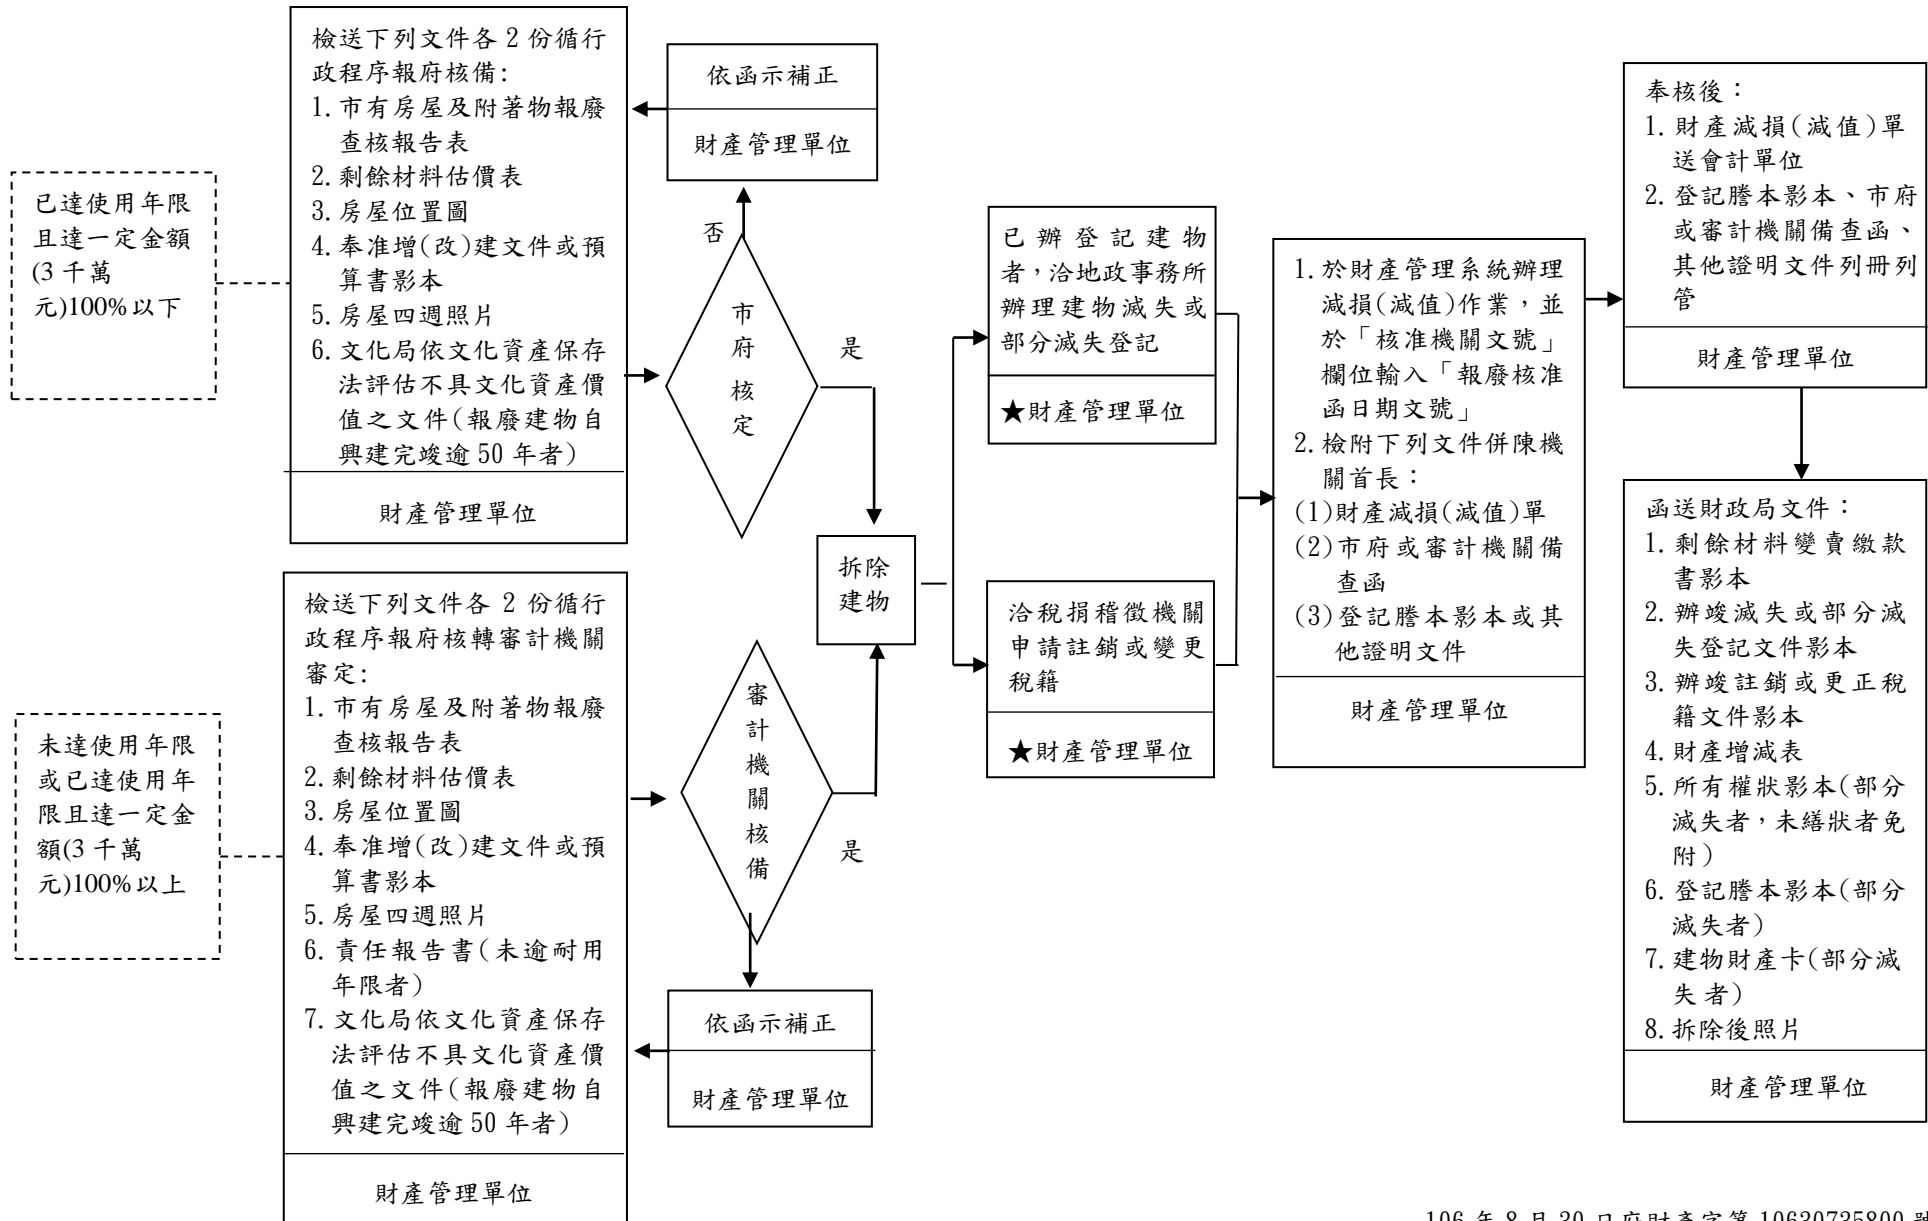 已達使用年限
且達一定金額
(3 千萬
元)100%以下
檢送下列文件各 2 份循行
政程序報府核備:
1.市有房屋及附著物報廢
查核報告表
2.剩餘材料估價表
3.房屋位置圖
4.奉准增(改)建文件或預
算書影本
5.房屋四週照片
6.文化局依文化資產保存
法評估不具文化資產價
值之文件(報廢建物自
興建完竣逾 50 年者)
財產管理單位
依函示補正
財產管理單位
否
市
府
核
定
是
未達使用年限
或已達使用年
限且達一定金
額(3 千萬
元)100%以上
檢送下列文件各 2 份循行
政程序報府核轉審計機關
審定:
1.市有房屋及附著物報廢
查核報告表
2.剩餘材料估價表
3.房屋位置圖
4.奉准增(改)建文件或預
算書影本
5.房屋四週照片
6.責任報告書(未逾耐用
年限者)
7.文化局依文化資產保存
法評估不具文化資產價
值之文件(報廢建物自
興建完竣逾 50 年者)
財產管理單位
審
計
機
關
核
備
是
依函示補正
財產管理單位
拆除
建物
已辦登記建物
者，洽地政事務所
辦理建物滅失或
部分滅失登記
★財產管理單位
洽稅捐稽徵機關
申請註銷或變更
稅籍
★財產管理單位
1.於財產管理系統辦理
減損(減值)作業，並
於「核准機關文號」
欄位輸入「報廢核准
函日期文號」
2.檢附下列文件併陳機
關首長：
(1)財產減損(減值)單
(2)市府或審計機關備
查函
(3)登記謄本影本或其
他證明文件
財產管理單位
奉核後：
1.財產減損(減值)單
送會計單位
2.登記謄本影本、市府
或審計機關備查函、
其他證明文件列冊列
管
財產管理單位
函送財政局文件：
1.剩餘材料變賣繳款
書影本
2.辦竣滅失或部分滅
失登記文件影本
3.辦竣註銷或更正稅
籍文件影本
4.財產增減表
5.所有權狀影本(部分
滅失者，未繕狀者免
附)
6.登記謄本影本(部分
滅失者)
7.建物財產卡(部分滅
失者)
8.拆除後照片
財產管理單位
106 年 8 月 30 日府財產字第 10630735800 號